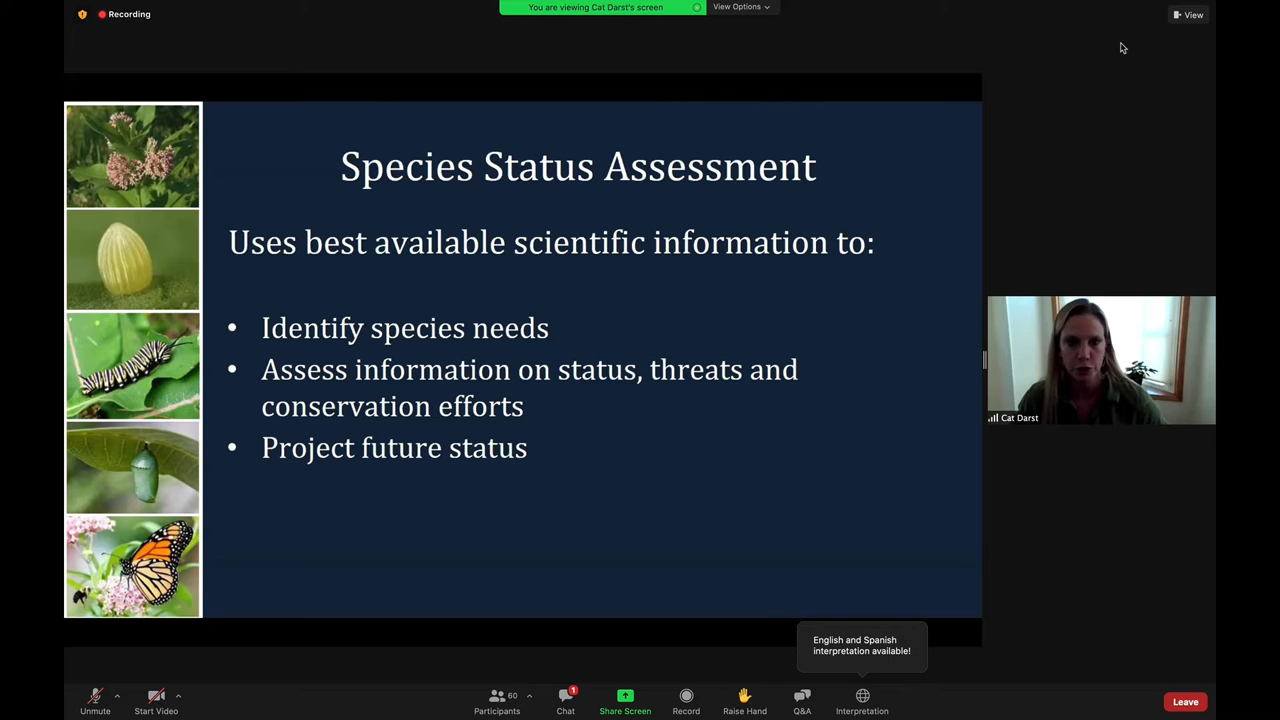 Recording
You are viewing Cat Darst's screen
View Options
View
Species Status Assessment
Uses best available scientific information to:
• Identify species needs
• Assess information on status, threats and
conservation efforts
• Project future status
Cat Darst
English and Spanish
interpretation available!
Unmute
Start Video
60
Participants
1
Chat
Share Screen
Record
Raise Hand
Q&A
Interpretation
Leave